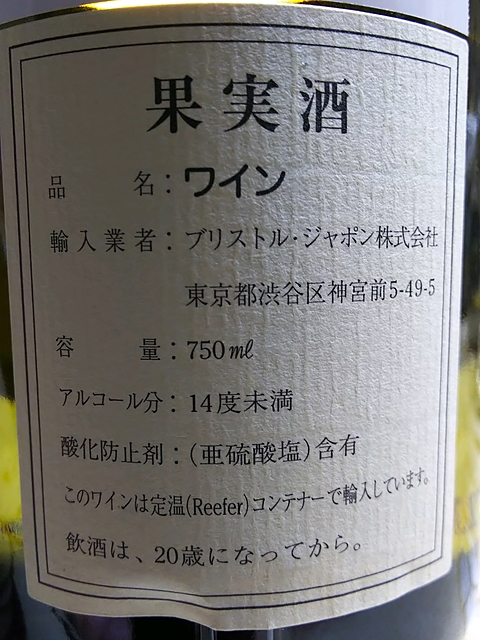 果実酒
品名：ワイン
輸入業者：ブリストル・ジャポン株式会社
東京都渋谷区神宮前5-49-5
容量：750㎖
アルコール分：14度未満
酸化防止剤：（亜硫酸塩）含有
このワインは定温(Reefer)コンテナーで輸入しています。
飲酒は、20歳になってから。